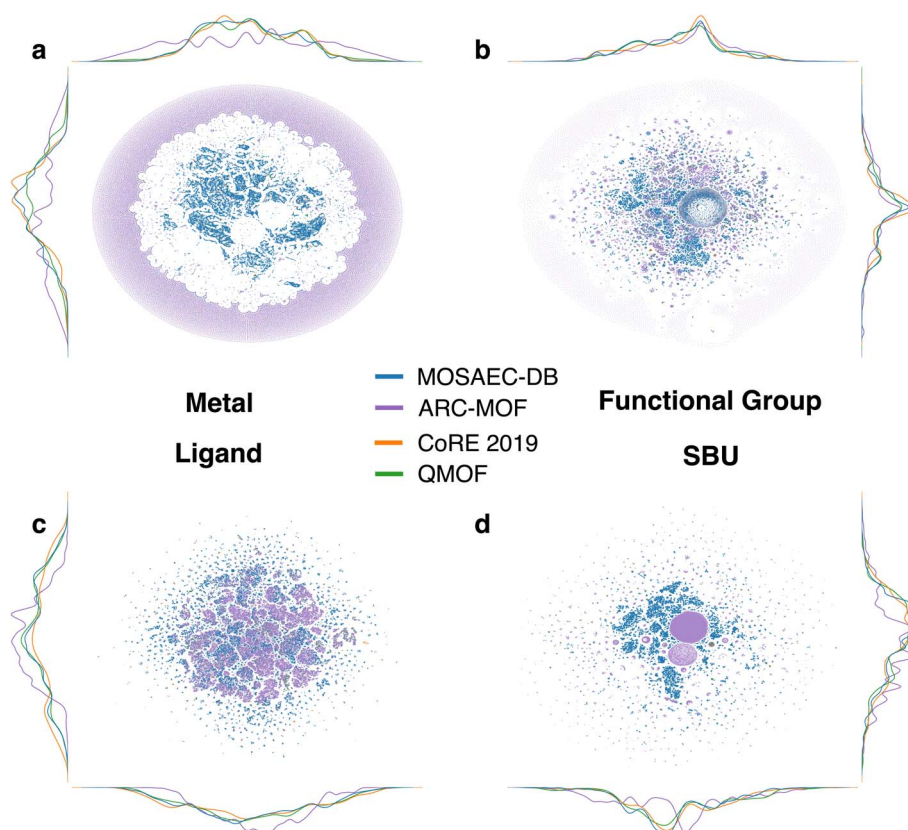 a
b
MOSAEC-DB
ARC-MOF
CoRE 2019
QMOF
Metal
Functional Group
Ligand
SBU
c
d